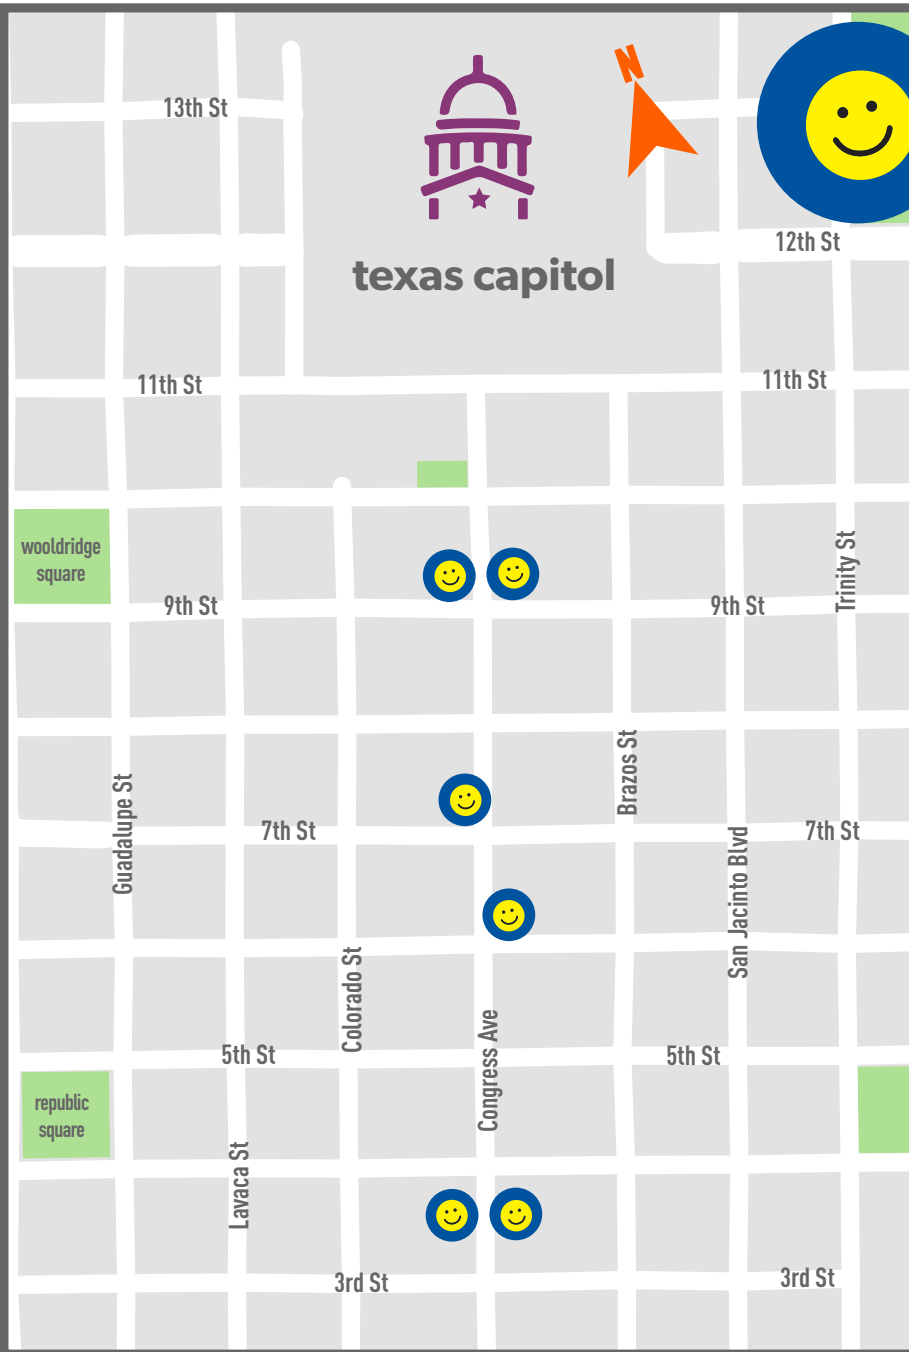 N
13th St
12th St
texas capitol
11th St
11th St
wooldridge
square
Trinity St
9th St
9th St
Brazos St
Guadalupe St
7th St
7th St
San Jacinto Blvd
Colorado St
Congress Ave
5th St
5th St
republic
square
Lavaca St
3rd St
3rd St